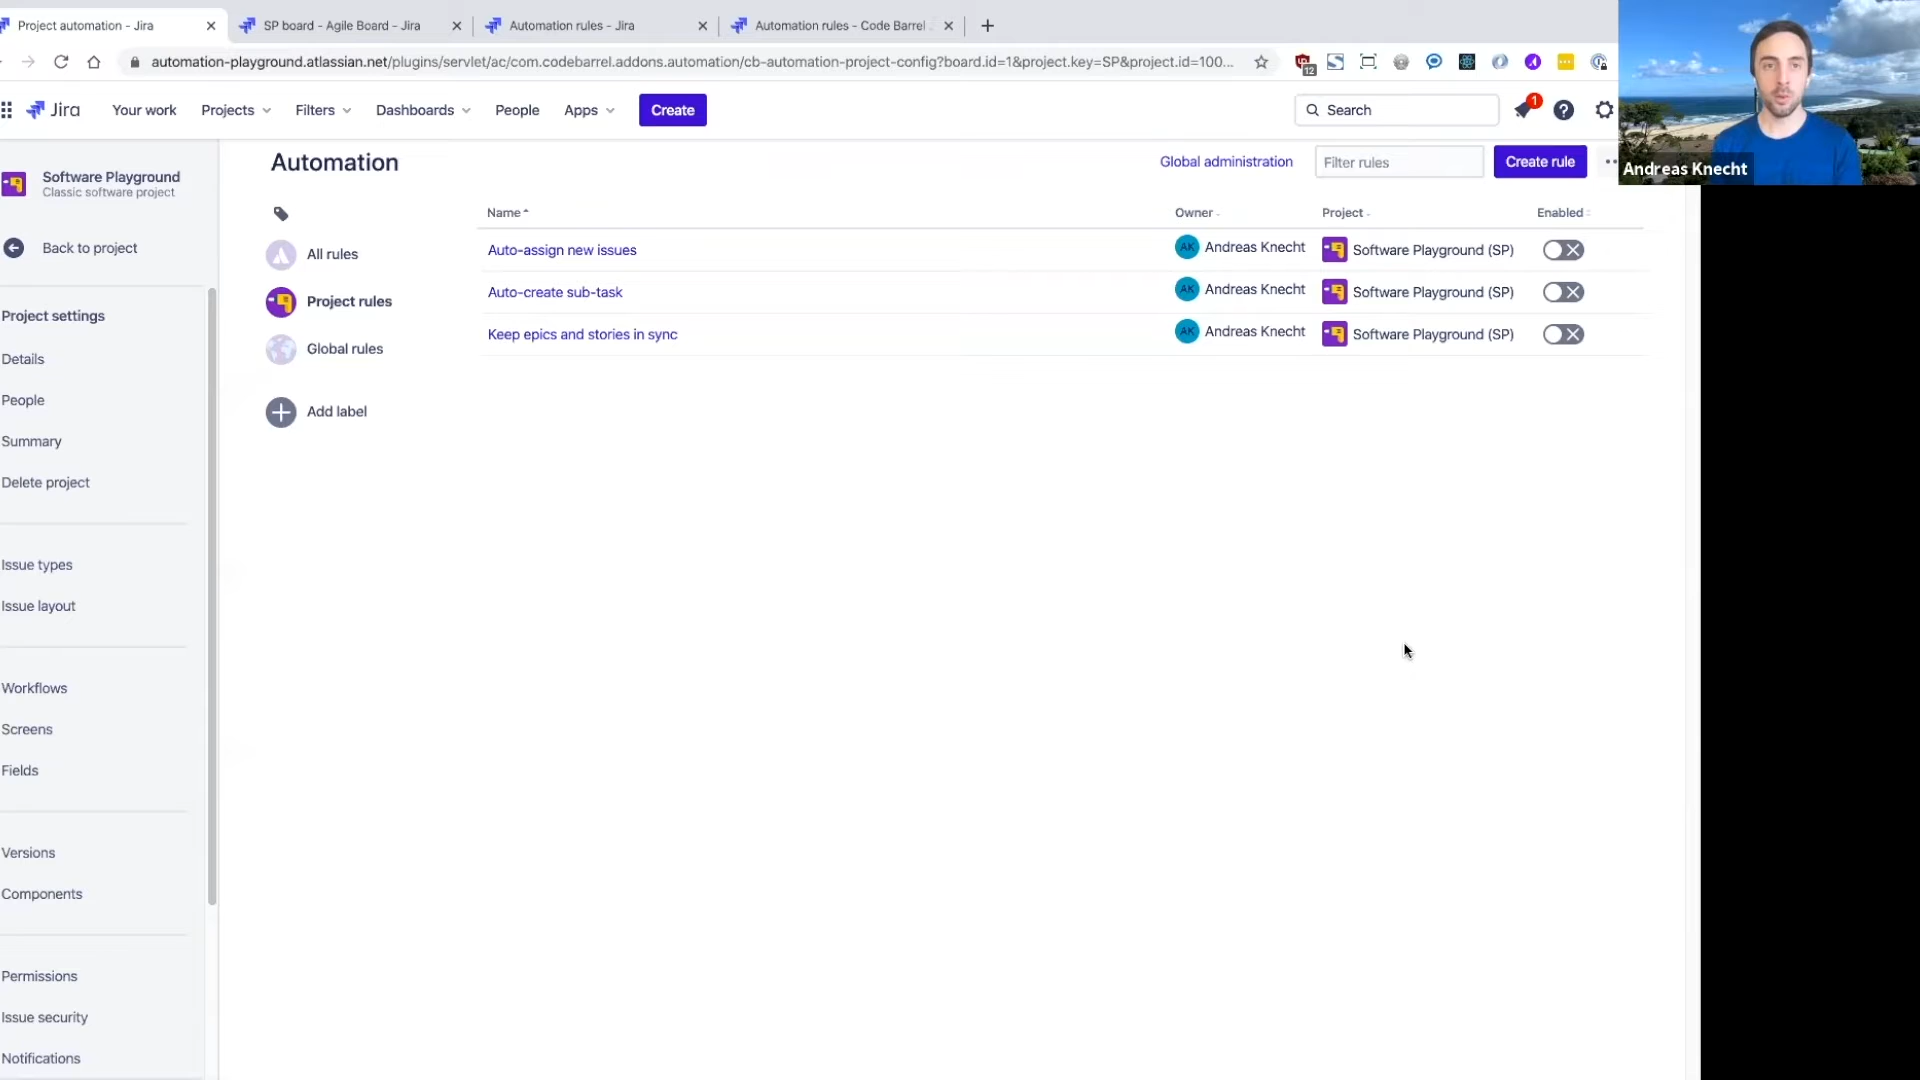 Project automation - Jira
SP board - Agile Board - Jira
Automation rules - Jira
Automation rules - Code Barrel
automation-playground.atlassian.net/plugins/servlet/ac/com.codebarrel.addons.automation/cb-automation-project-config?board.id=1&project.key=SP&project.id=100...
12
Jira
Your work
Projects
Filters
Dashboards
People
Apps
Create
Search
1
Andreas Knecht
Software Playground
Classic software project
Back to project
Project settings
Details
People
Summary
Delete project
Issue types
Issue layout
Workflows
Screens
Fields
Versions
Components
Permissions
Issue security
Notifications
Automation
Global administration
Filter rules
Create rule
All rules
Project rules
Global rules
Add label
Name Owner Project Enabled
Auto-assign new issues AK Andreas Knecht Software Playground (SP)
Auto-create sub-task AK Andreas Knecht Software Playground (SP)
Keep epics and stories in sync AK Andreas Knecht Software Playground (SP)